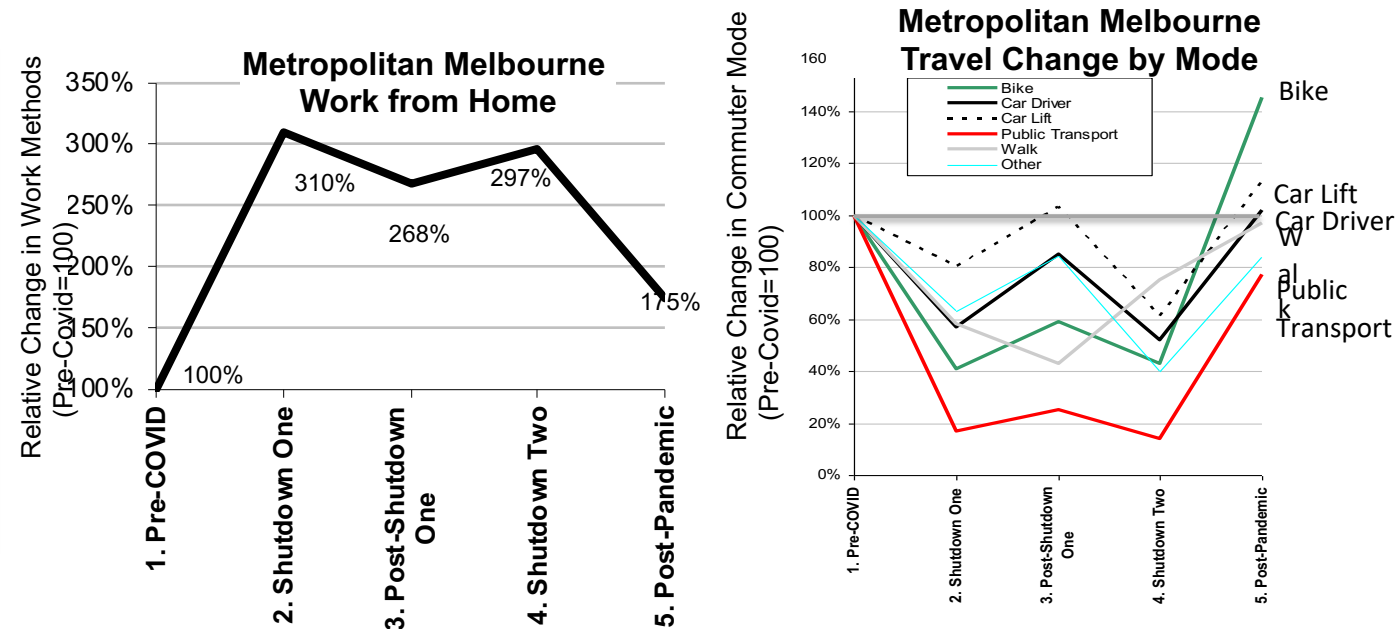 Metropolitan Melbourne
Work from Home
Relative Change in Work Methods
(Pre-Covid=100)
350%
300%
250%
200%
150%
100%
100%
310%
268%
297%
175%
1. Pre-COVID
2. Shutdown One
3. Post-Shutdown
One
4. Shutdown Two
5. Post-Pandemic
Metropolitan Melbourne
Travel Change by Mode
Relative Change in Commuter Mode
(Pre-Covid=100)
160
140%
120%
100%
80%
60%
40%
20%
0%
Bike
Car Driver
Car Lift
Public Transport
Walk
Other
Bike
Car Lift
Car Driver
W
al
k
Public
Transport
1. Pre-COVID
2. Shutdown One
3. Post-Shutdown
One
4. Shutdown Two
5. Post-Pandemic